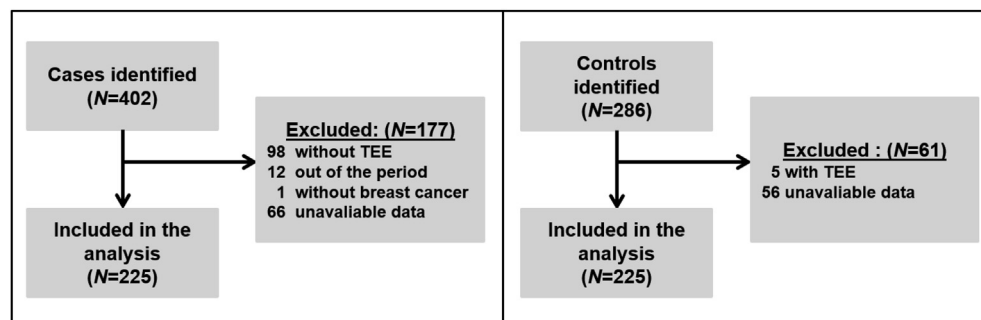 Cases identified
(N=402)
Excluded: (N=177)
98 without TEE
12 out of the period
1 without breast cancer
66 unavaliable data
Included in the
analysis
(N=225)
Controls
identified
(N=286)
Excluded : (N=61)
5 with TEE
56 unavaliable data
Included in the
analysis
(N=225)